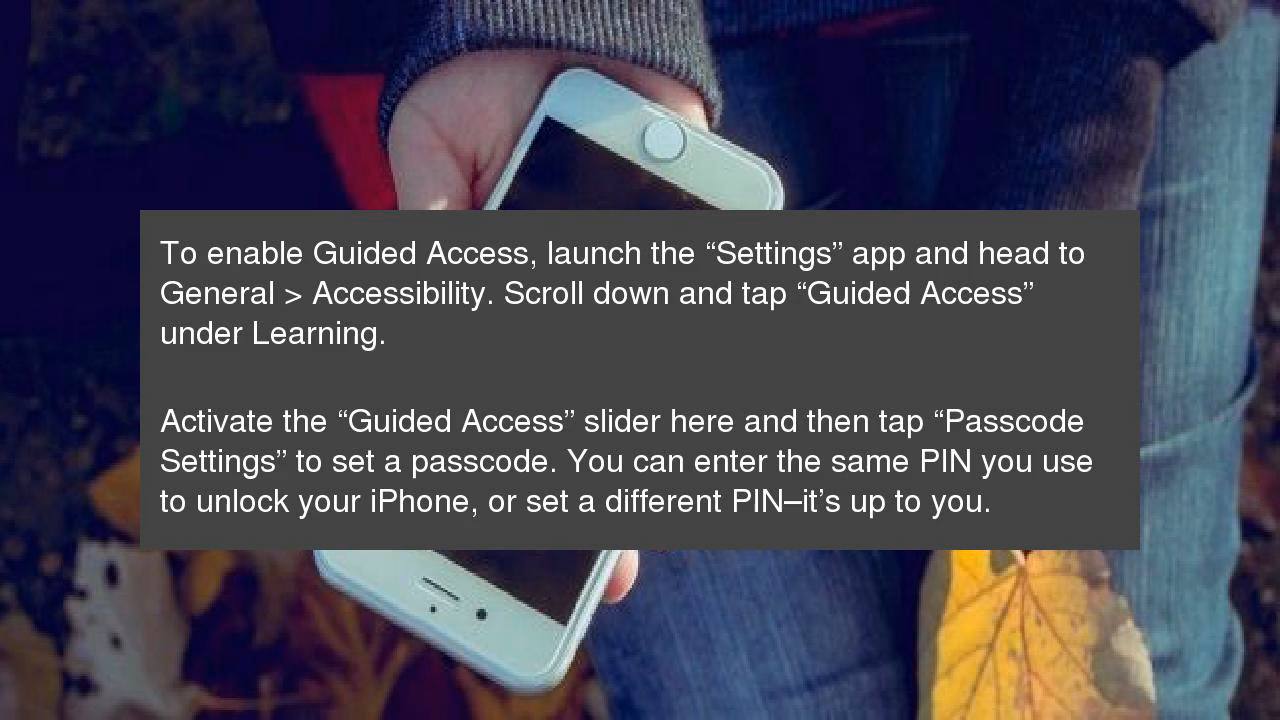 To enable Guided Access, launch the “Settings” app and head to
General > Accessibility. Scroll down and tap “Guided Access”
under Learning.
Activate the “Guided Access” slider here and then tap “Passcode
Settings” to set a passcode. You can enter the same PIN you use
to unlock your iPhone, or set a different PIN–it’s up to you.